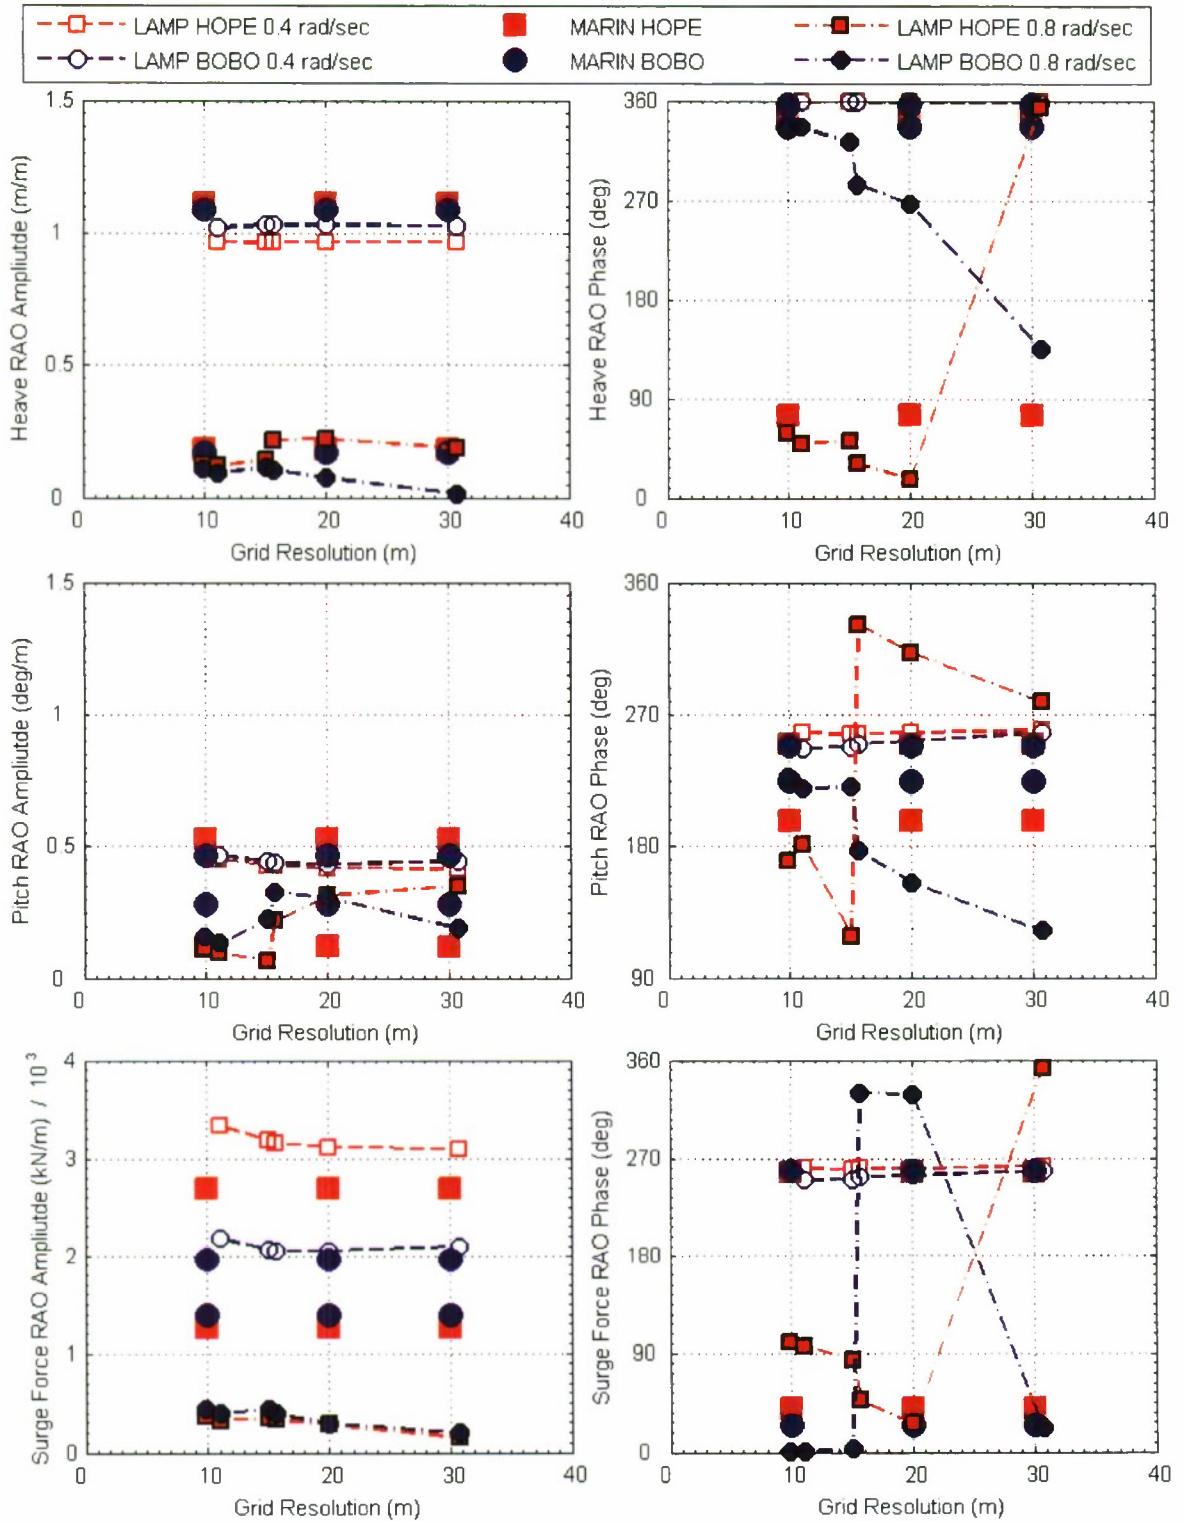 LAMP HOPE 0.4 rad/sec MARIN HOPE LAMP HOPE 0.8 rad/sec
LAMP BOBO 0.4 rad/sec MARIN BOBO LAMP BOBO 0.8 rad/sec
Heave RAO Ampliutde (m/m)
1.5
1
0.5
0
0 10 20 30 40
Grid Resolution (m)
Heave RAO Phase (deg)
360
270
180
90
0
0 10 20 30 40
Grid Resolution (m)
Pitch RAO Ampliutde (deg/m)
1.5
1
0.5
0
0 10 20 30 40
Grid Resolution (m)
Pitch RAO Phase (deg)
360
270
180
90
0 10 20 30 40
Grid Resolution (m)
Surge Force RAO Ampliutde (kN/m) / 10³
4
3
2
1
0
0 10 20 30 40
Grid Resolution (m)
Surge Force RAO Phase (deg)
360
270
180
90
0
0 10 20 30 40
Grid Resolution (m)